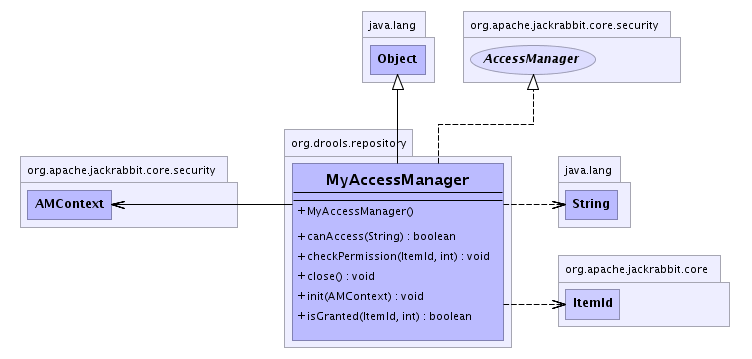 java.lang
Object
org.apache.jackrabbit.core.security
AccessManager
org.drools.repository
MyAccessManager
+ MyAccessManager()
+ canAccess(String) : boolean
+ checkPermission(ItemId, int) : void
+ close() : void
+ init(AMContext) : void
+ isGranted(ItemId, int) : boolean
org.apache.jackrabbit.core.security
AMContext
java.lang
String
org.apache.jackrabbit.core
ItemId